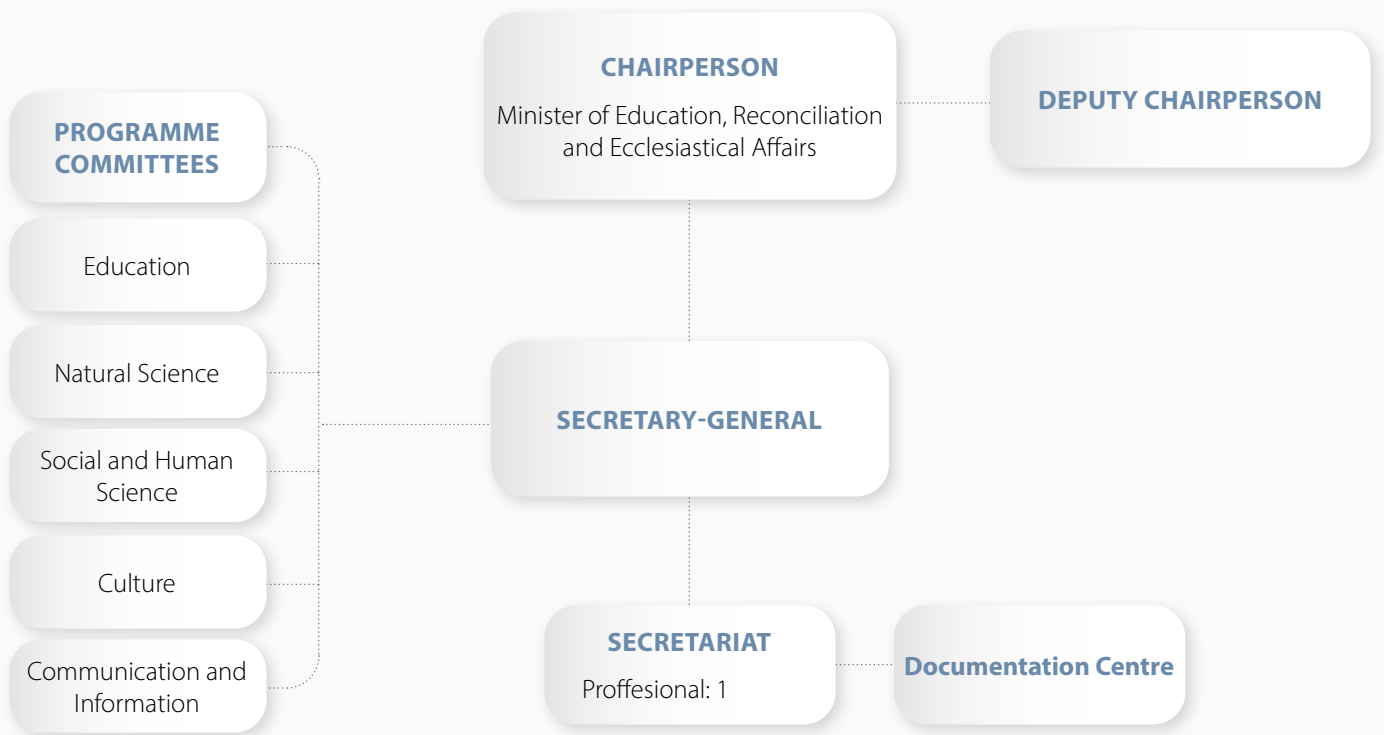 CHAIRPERSON
Minister of Education, Reconciliation
and Ecclesiastical Affairs
DEPUTY CHAIRPERSON
PROGRAMME
COMMITTEES
Education
Natural Science
Social and Human
Science
Culture
Communication and
Information
SECRETARY-GENERAL
SECRETARIAT
Proffesional: 1
Documentation Centre